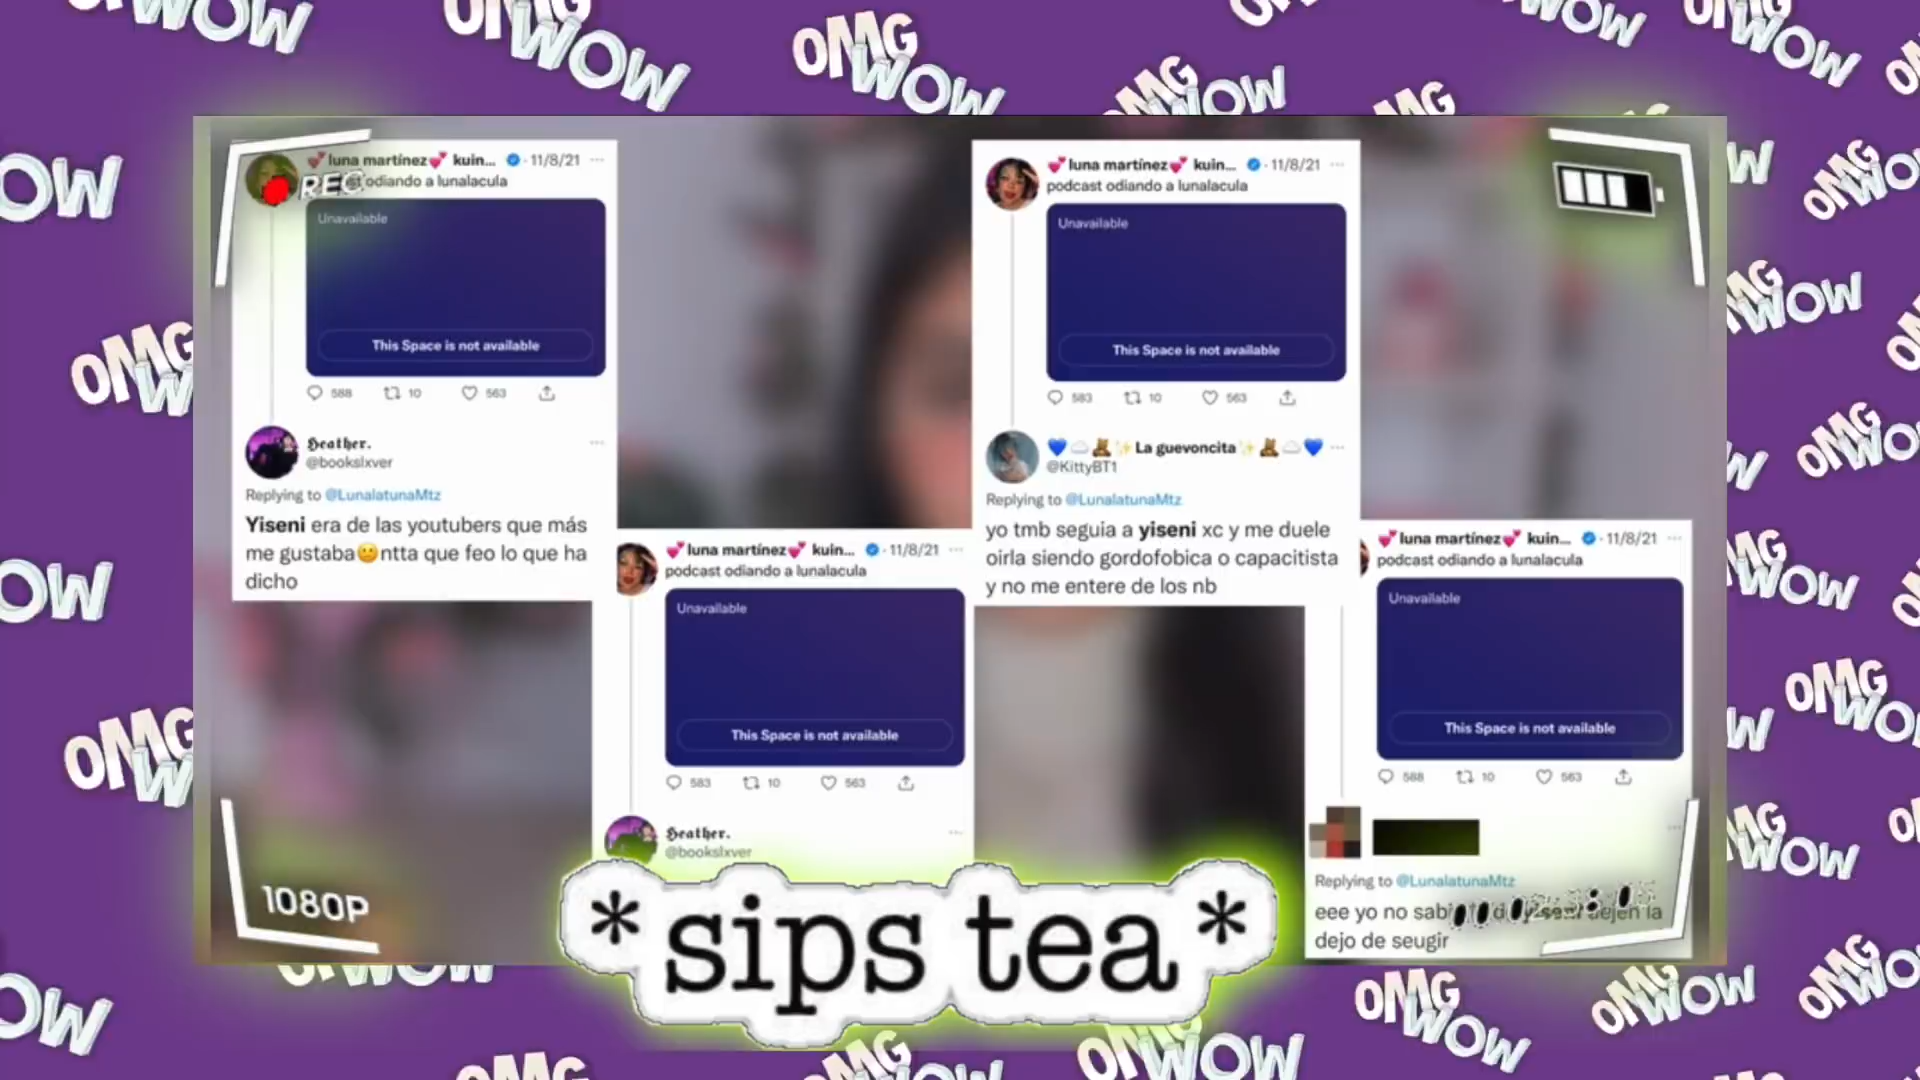 OMG WOW
REC
💕luna martínez💕 kuin... · 11/8/21 ···
odiando a lunalacula
Unavailable
This Space is not available
588 10 563
Heather. ···
@bookslxver
Replying to @LunalatunaMtz
Yiseni era de las youtubers que más
me gustaba😕ntta que feo lo que ha
dicho
💕luna martínez💕 kuin... · 11/8/21 ···
podcast odiando a lunalacula
Unavailable
This Space is not available
583 10 563
Heather. ···
@bookslxver
💕luna martínez💕 kuin... · 11/8/21 ···
podcast odiando a lunalacula
Unavailable
This Space is not available
583 10 563
💙☁️🧸✨La guevoncita✨🧸☁️💙 ···
@KittyBT1
Replying to @LunalatunaMtz
yo tmb seguia a yiseni xc y me duele
oirla siendo gordofobica o capacitista
y no me entere de los nb
💕luna martínez💕 kuin... · 11/8/21 ···
podcast odiando a lunalacula
Unavailable
This Space is not available
588 10 563
Replying to @LunalatunaMtz
eee yo no la
dejo de seugir
1080P
*sips tea*